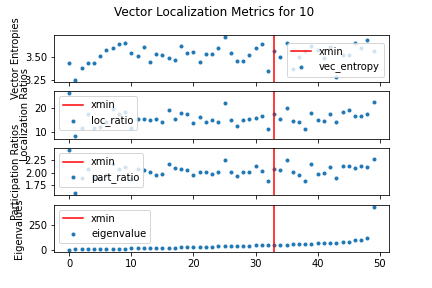 Vector Localization Metrics for 10
Vector Entropies
3.50
3.25
xmin
vec_entropy
Localization Ratios
20
10
xmin
loc_ratio
Participation Ratios
2.25
2.00
1.75
xmin
part_ratio
Eigenvalues
250
0
xmin
eigenvalue
0 10 20 30 40 50